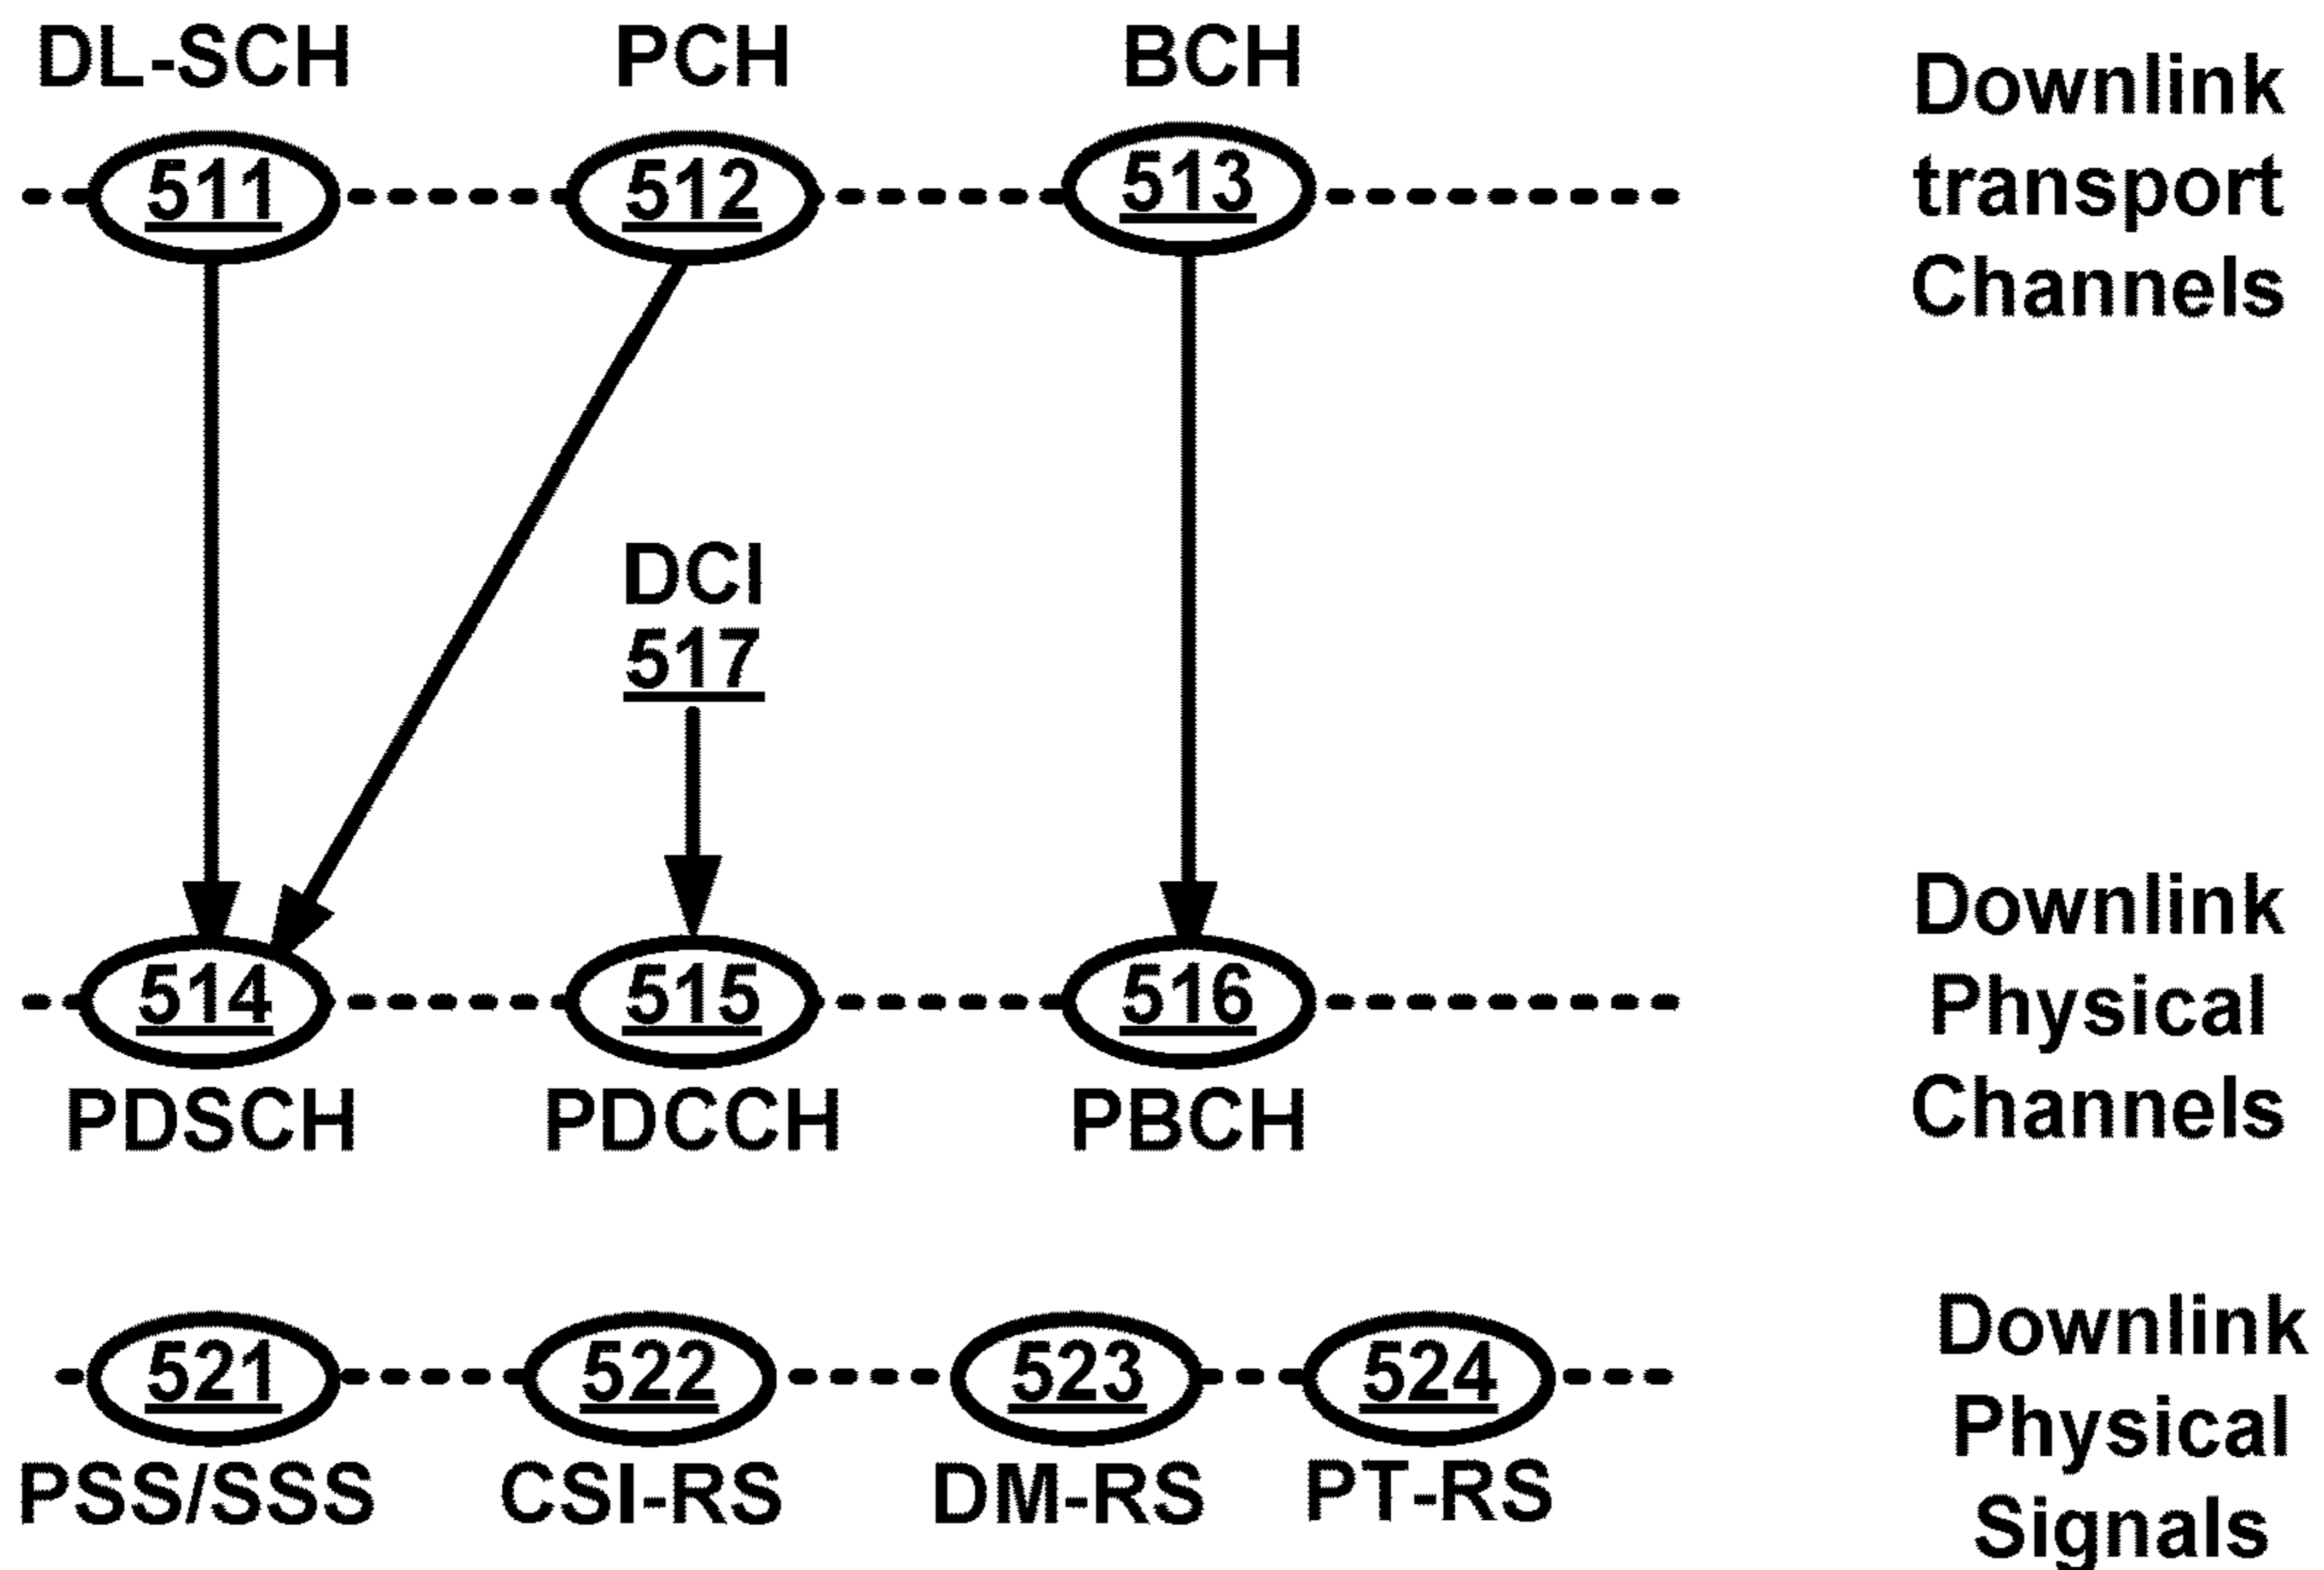 DL-SCH
PCH
BCH
511
512
513
Downlink
transport
Channels
DCI
517
514
515
516
PDSCH
PDCCH
PBCH
Downlink
Physical
Channels
521
522
523
524
PSS/SSS
CSI-RS
DM-RS
PT-RS
Downlink
Physical
Signals